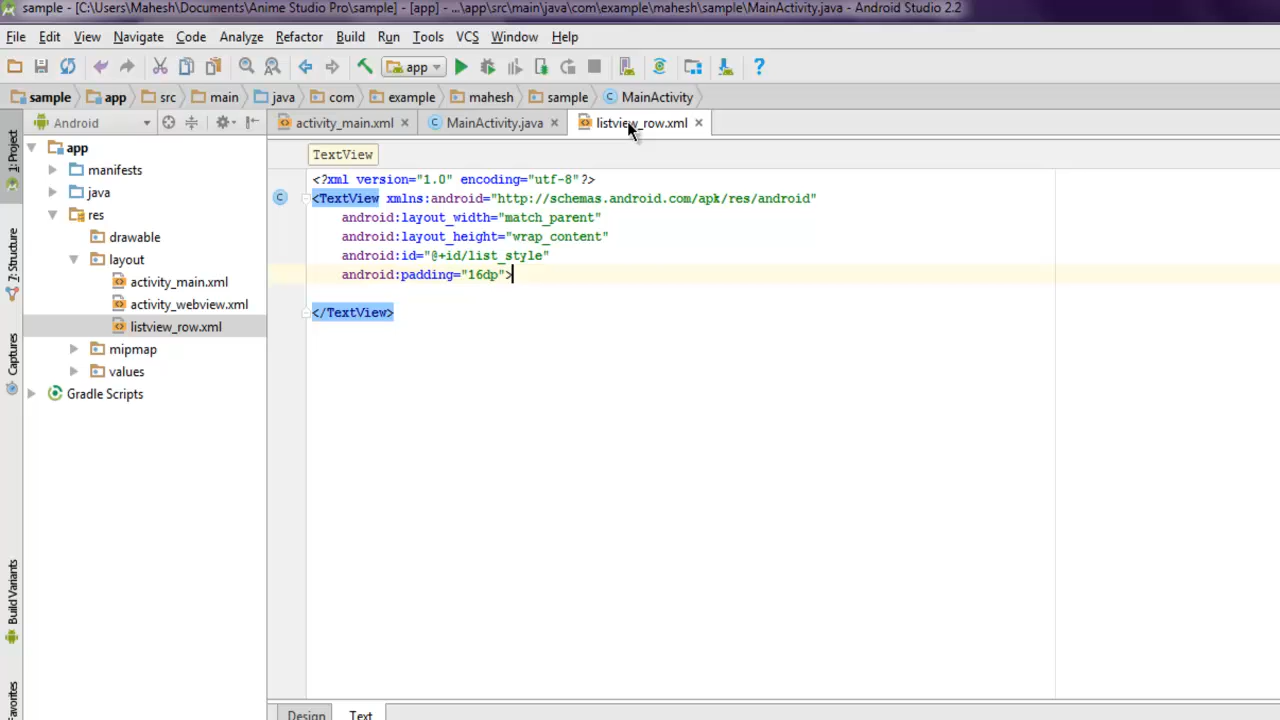 sample - [C:\Users\Mahesh\Documents\Anime Studio Pro\sample] - [app] - ...\app\src\main\java\com\example\mahesh\sample\MainActivity.java - Android Studio 2.2
File Edit View Navigate Code Analyze Refactor Build Run Tools VCS Window Help
app
sample app src main java com example mahesh sample MainActivity
Android
activity_main.xml MainActivity.java listview_row.xml
1: Project
7: Structure
Captures
Build Variants
Favorites
app
manifests
java
res
drawable
layout
activity_main.xml
activity_webview.xml
listview_row.xml
mipmap
values
Gradle Scripts
TextView
<?xml version="1.0" encoding="utf-8"?>
<TextView xmlns:android="http://schemas.android.com/apk/res/android"
android:layout_width="match_parent"
android:layout_height="wrap_content"
android:id="@+id/list_style"
android:padding="16dp">
</TextView>
Design Text